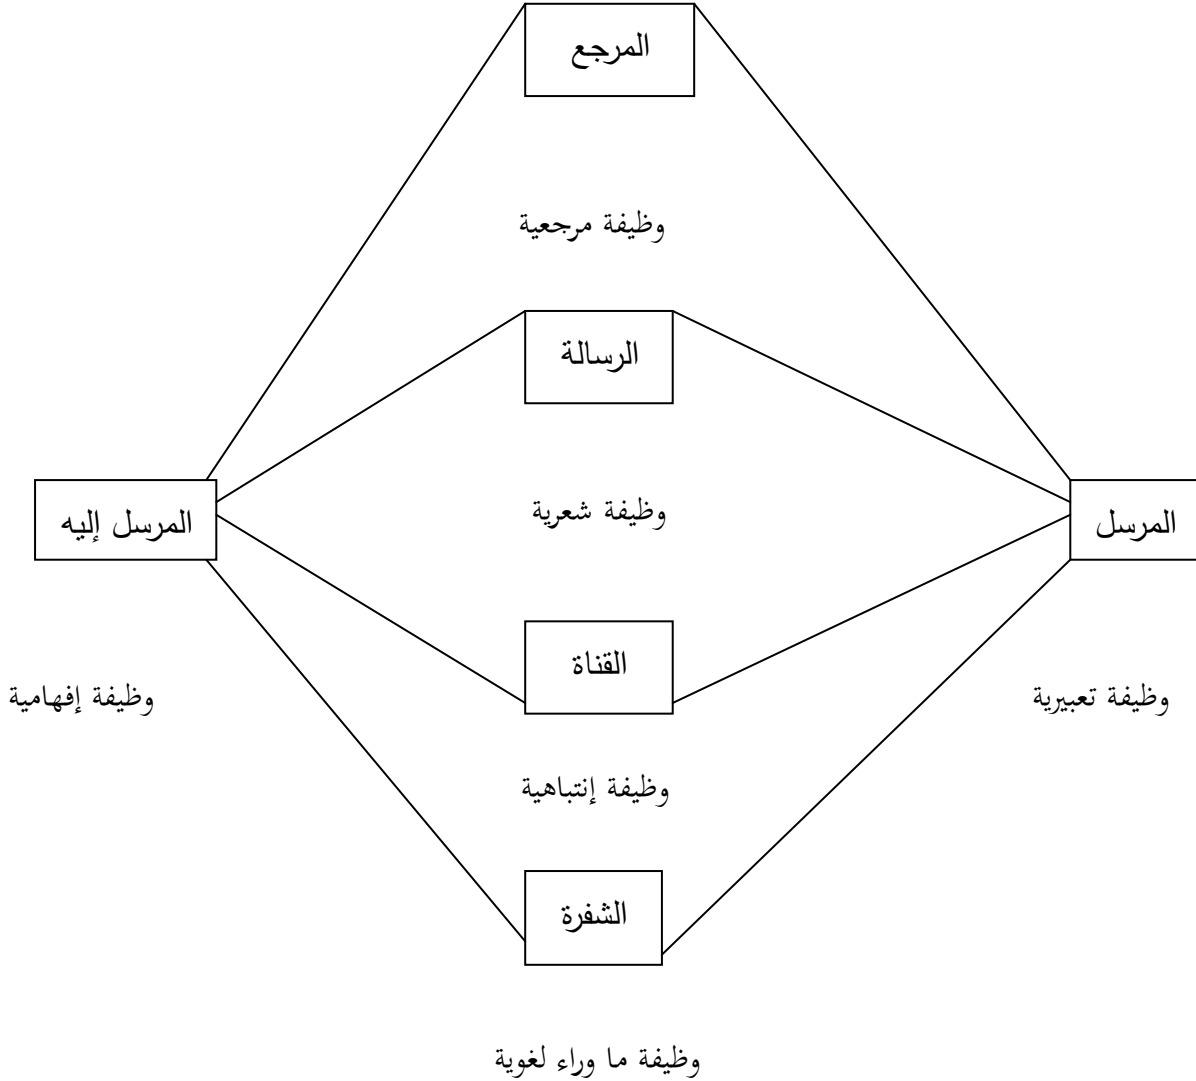 المرجع
وظيفة مرجعية
الرسالة
المرسل
وظيفة شعرية
المرسل إليه
القناة
وظيفة تعبيرية
وظيفة إفهامية
وظيفة إنتباهية
الشفرة
وظيفة ما وراء لغوية